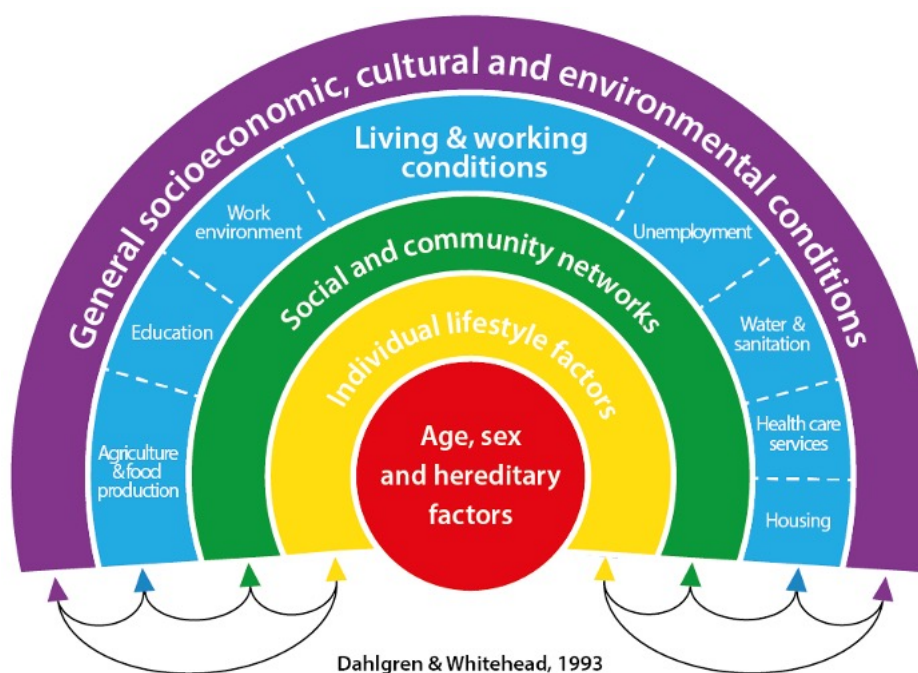 General socioeconomic, cultural and environmental conditions
Living & working
conditions
Work
environment
Unemployment
Education
Water &
sanitation
Agriculture
& food
production
Health care
services
Housing
Social and community networks
Individual lifestyle factors
Age, sex
and hereditary
factors
Dahlgren & Whitehead, 1993